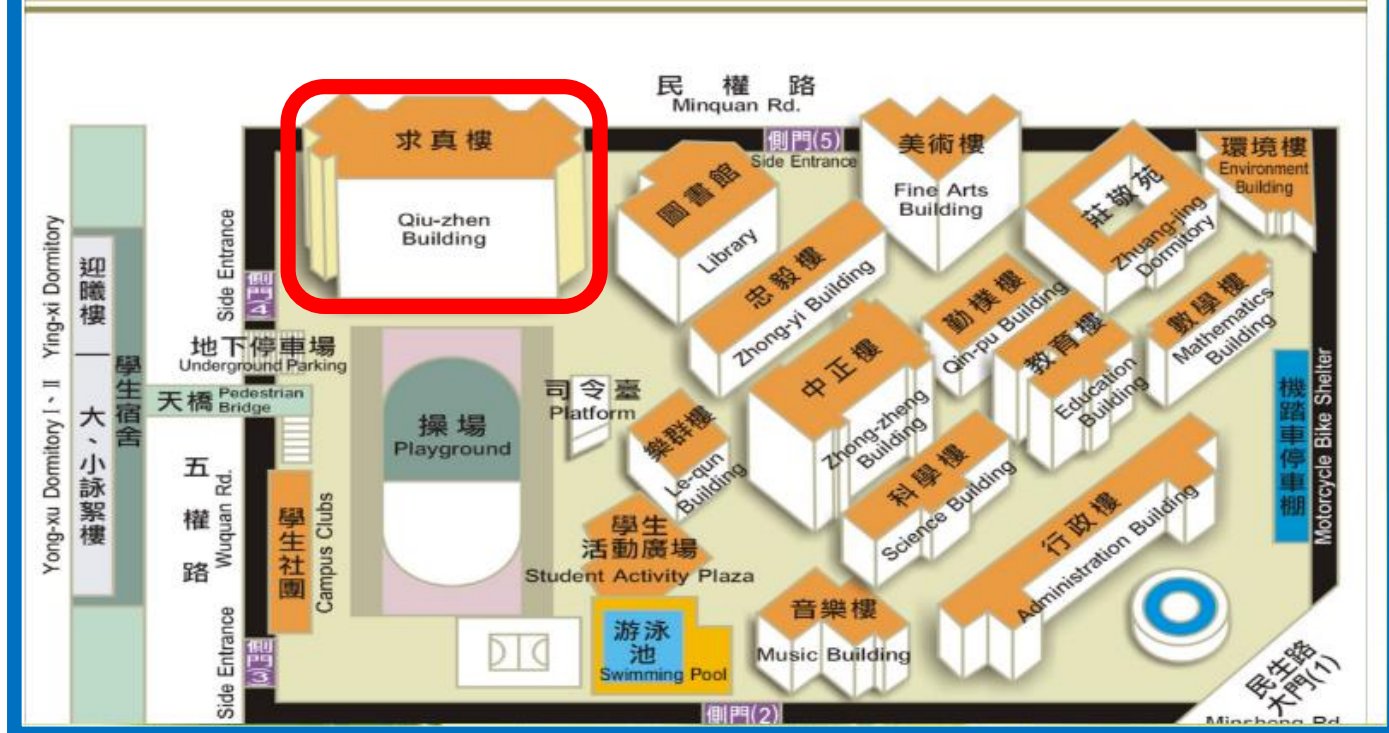 民權路
Minquan Rd.
求真樓
Qiu-zhen
Building
側門(5)
Side Entrance
圖書館
Library
美術樓
Fine Arts
Building
莊敬苑
Zhuang-jing
Dormitory
環境樓
Environment
Building
忠毅樓
Zhong-yi Building
勤樸樓
Qin-pu Building
教育樓
Education
Building
數學樓
Mathematics
Building
中正樓
Zhong-zheng
Building
科學樓
Science Building
行政樓
Administration Building
機踏車停車棚
Motorcycle Bike Shelter
Ying-xi Dormitory
迎曦樓
Yong-xu Dormitory I、II
大、小詠絮樓
學生宿舍
Side Entrance
側門4
地下停車場
Underground Parking
天橋
Pedestrian
Bridge
五權路
Wuquan Rd.
學生社團
Campus Clubs
操場
Playground
司令臺
Platform
樂群樓
Le-qun
Building
學生
活動廣場
Student Activity Plaza
游泳
池
Swimming Pool
音樂樓
Music Building
Side Entrance
側門3
側門(2)
民生路
大門(1)
Minsheng Rd